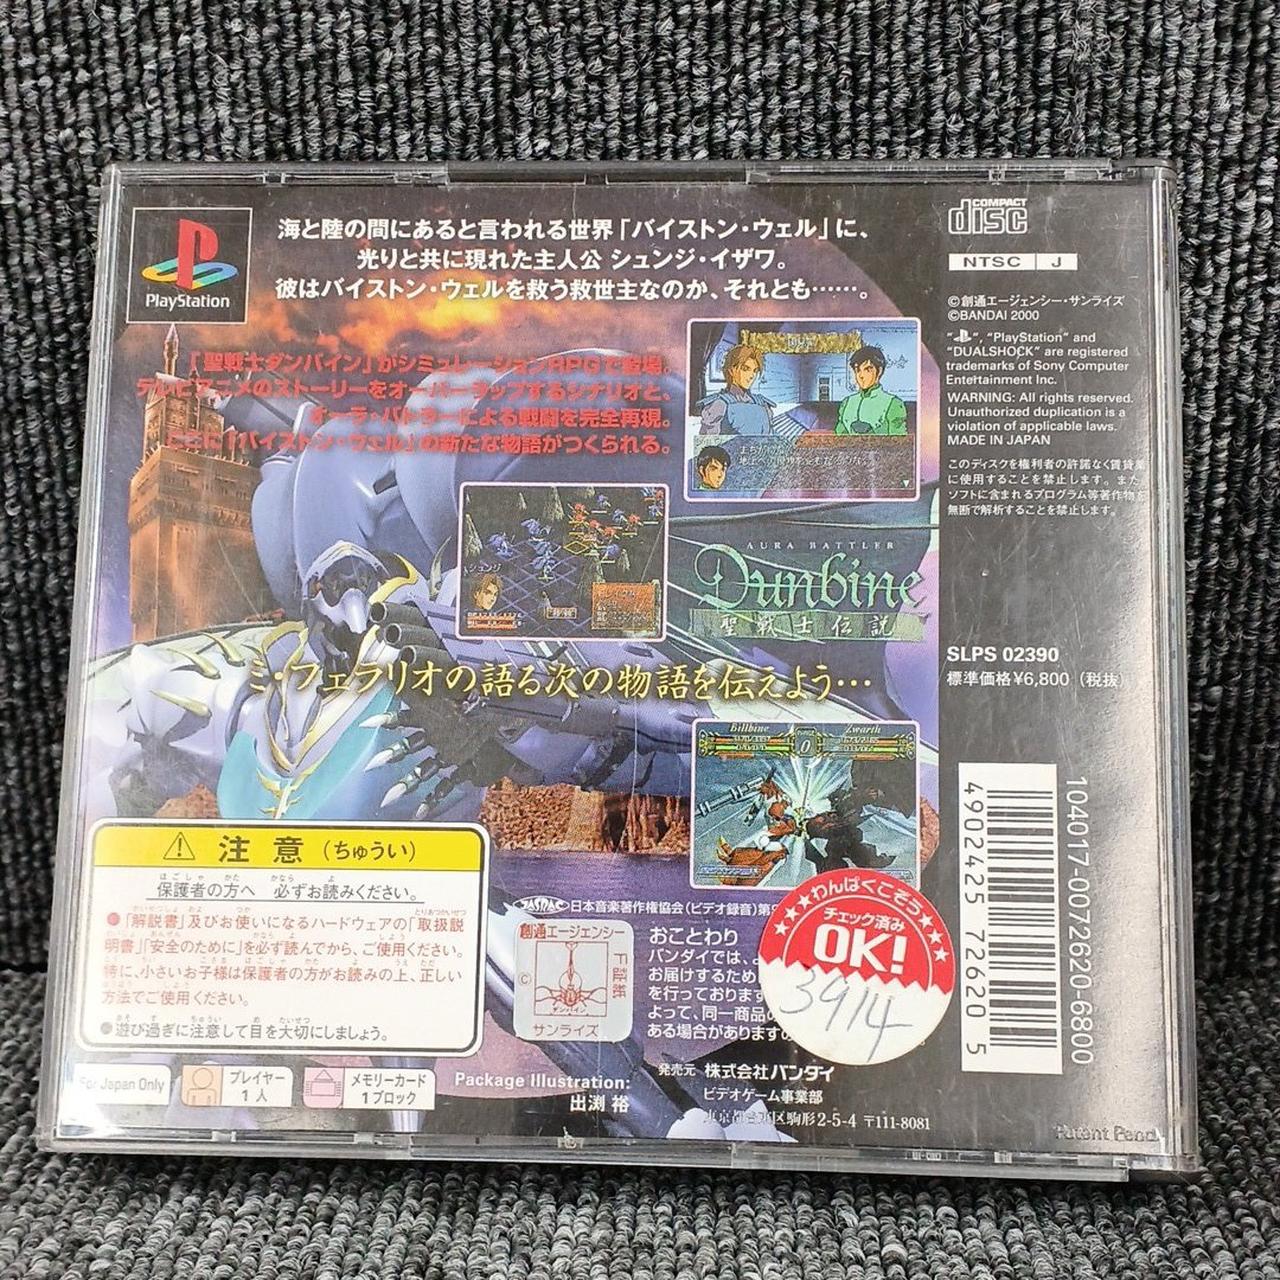 PlayStation
海と陸の間にあると言われる世界「バイストン・ウェル」に、
光りと共に現れた主人公 シュンジ・イザワ。
彼はバイストン・ウェルを救う救世主なのか、それとも……。
「聖戦士ダンバイン」がシミュレーションRPGで登場。
テレビアニメのストーリーをオーバーラップするシナリオと、
オーラ・バトラーによる戦闘を完全再現。
ここに「バイストン・ウェル」の新たな物語がつくられる。
シュンジ
AURA BATTLER
Dunbine
聖戦士伝説
ミ・フェラリオの語る次の物語を伝えよう…
Billbine
Zwarth
COMPACT
disc
NTSC J
©創通エージェンシー・サンライズ
©BANDAI 2000
" ", "PlayStation" and
"DUALSHOCK" are registered
trademarks of Sony Computer
Entertainment Inc.
WARNING: All rights reserved.
Unauthorized duplication is a
violation of applicable laws.
MADE IN JAPAN
このディスクを権利者の許諾なく賃貸業
に使用することを禁止します。また
ソフトに含まれるプログラム等著作物を
無断で解析することを禁止します。
SLPS 02390
標準価格¥6,800（税抜）
4902425 72620 5
104017-0072620-6800
注意（ちゅうい）
保護者の方へ 必ずお読みください。
●「解説書」及びお使いになるハードウェアの「取扱説
明書」「安全のために」を必ず読んでから、ご使用ください。
特に、小さいお子様は保護者の方がお読みの上、正しい
方法でご使用ください。
●遊び過ぎに注意して目を大切にしましょう。
For Japan Only
プレイヤー
1人
メモリーカード
1ブロック
Package Illustration:
出渕 裕
JASRAC 日本音楽著作権協会(ビデオ録音)第
創通エージェンシー
©
F証紙
ダンバイン
サンライズ
おことわり
バンダイでは、
お届けするため
を行っております
よって、同一商品の
ある場合がありますの
わんぱくこぞう
チェック済み
OK!
3914
発売元 株式会社バンダイ
ビデオゲーム事業部
東京都台東区駒形2-5-4 〒111-8081
Patent Pend.